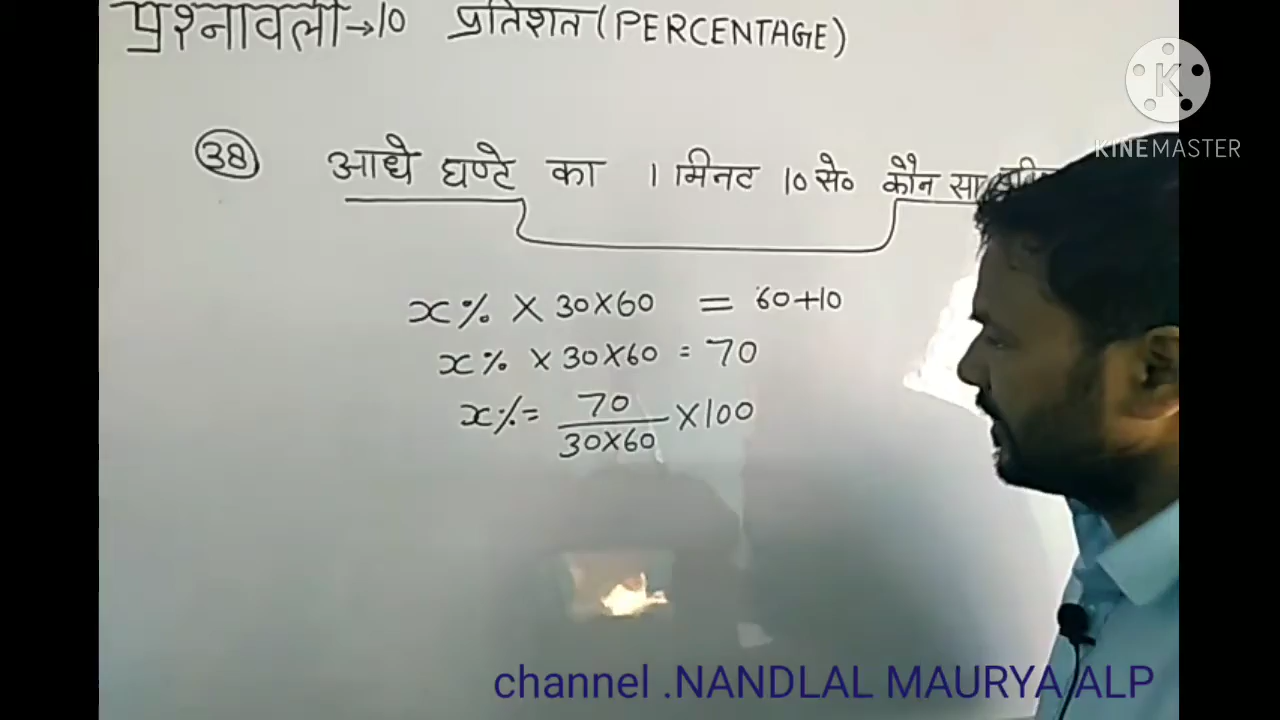 प्रश्नावली→10 प्रतिशत (PERCENTAGE)
KINEMASTER
38 आधे घण्टे का 1 मिनट 10 से० कौन सा
x% × 30×60 = 60+10
x% × 30×60 = 70
x% = 70/30×60 ×100
channel .NANDLAL MAURYA ALP